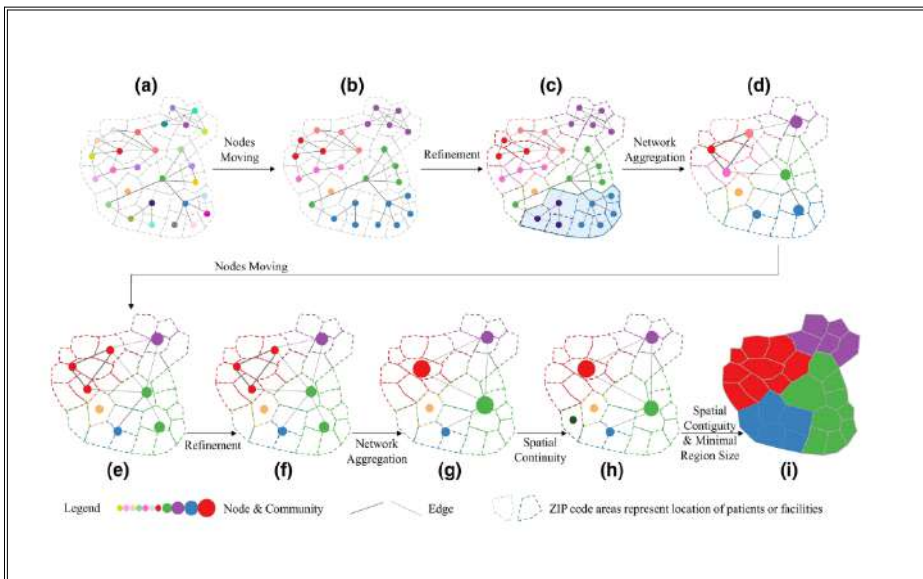 (a)
(b)
(c)
(d)
Nodes
Moving
Refinement
Network
Aggregation
Nodes Moving
Refinement
Network
Aggregation
Spatial
Continuity
Spatial
Contiguity
& Minimal
Region Size
(e)
(f)
(g)
(h)
(i)
Legend
Node & Community
Edge
ZIP code areas represent location of patients or facilities